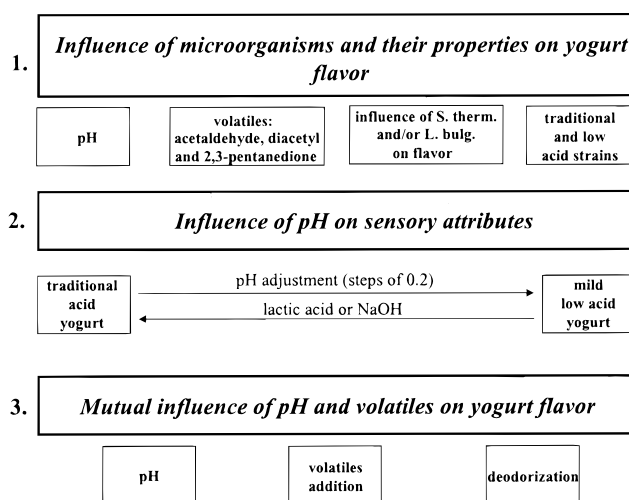 1.
Influence of microorganisms and their properties on yogurt
flavor
pH
volatiles:
acetaldehyde, diacetyl
and 2,3-pentanedione
influence of S. therm.
and/or L. bulg.
on flavor
traditional
and low
acid strains
2.
Influence of pH on sensory attributes
traditional
acid
yogurt
pH adjustment (steps of 0.2)
lactic acid or NaOH
mild
low acid
yogurt
3.
Mutual influence of pH and volatiles on yogurt flavor
pH
volatiles
addition
deodorization